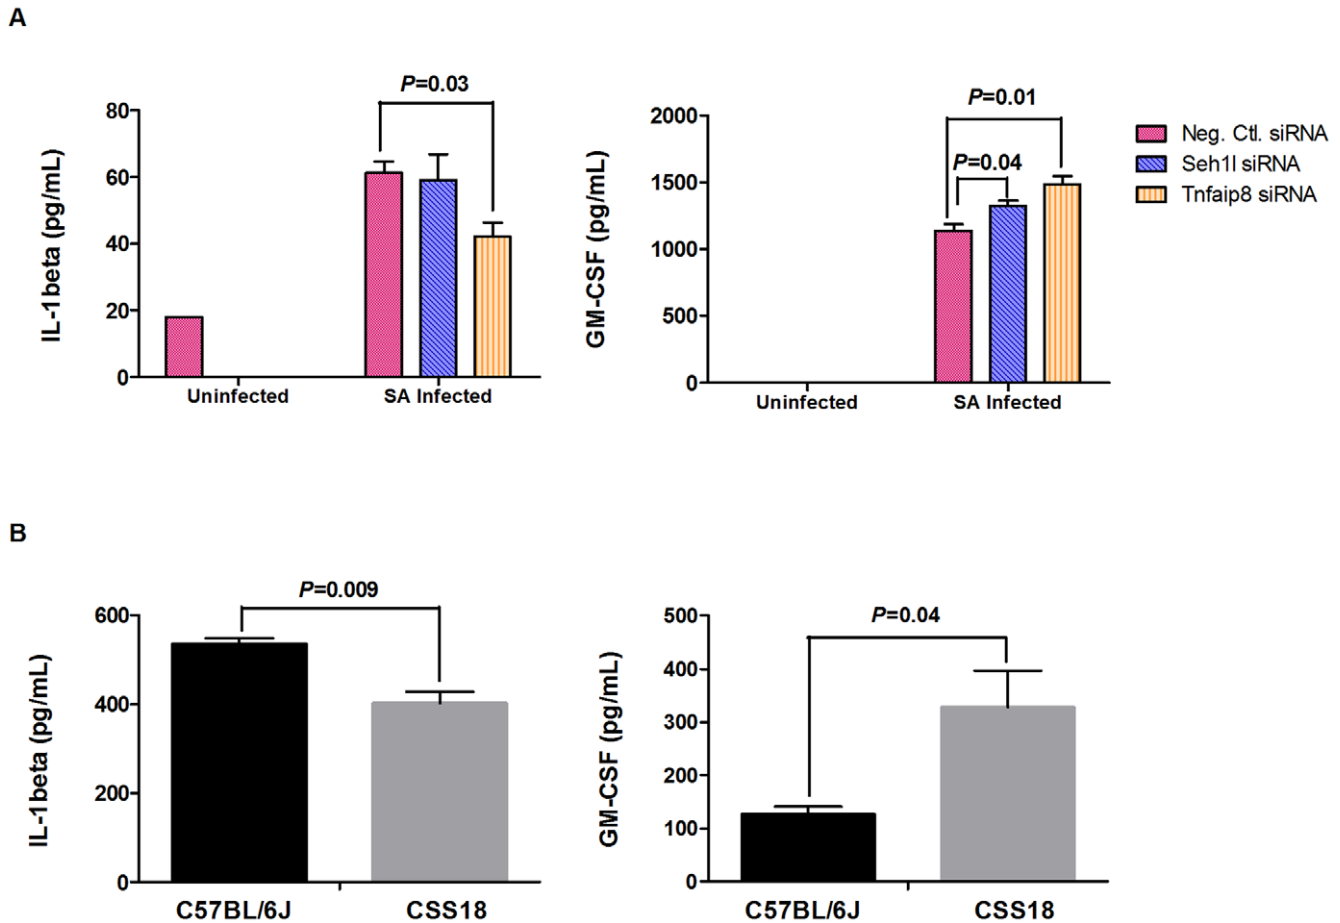 A
P=0.03
IL-1beta (pg/mL)
80
60
40
20
0
Uninfected
SA Infected
P=0.01
P=0.04
GM-CSF (pg/mL)
2000
1500
1000
500
0
Uninfected
SA Infected
Neg. Ctl. siRNA
Seh1l siRNA
Tnfaip8 siRNA
B
P=0.009
IL-1beta (pg/mL)
600
400
200
0
C57BL/6J
CSS18
P=0.04
GM-CSF (pg/mL)
500
400
300
200
100
0
C57BL/6J
CSS18